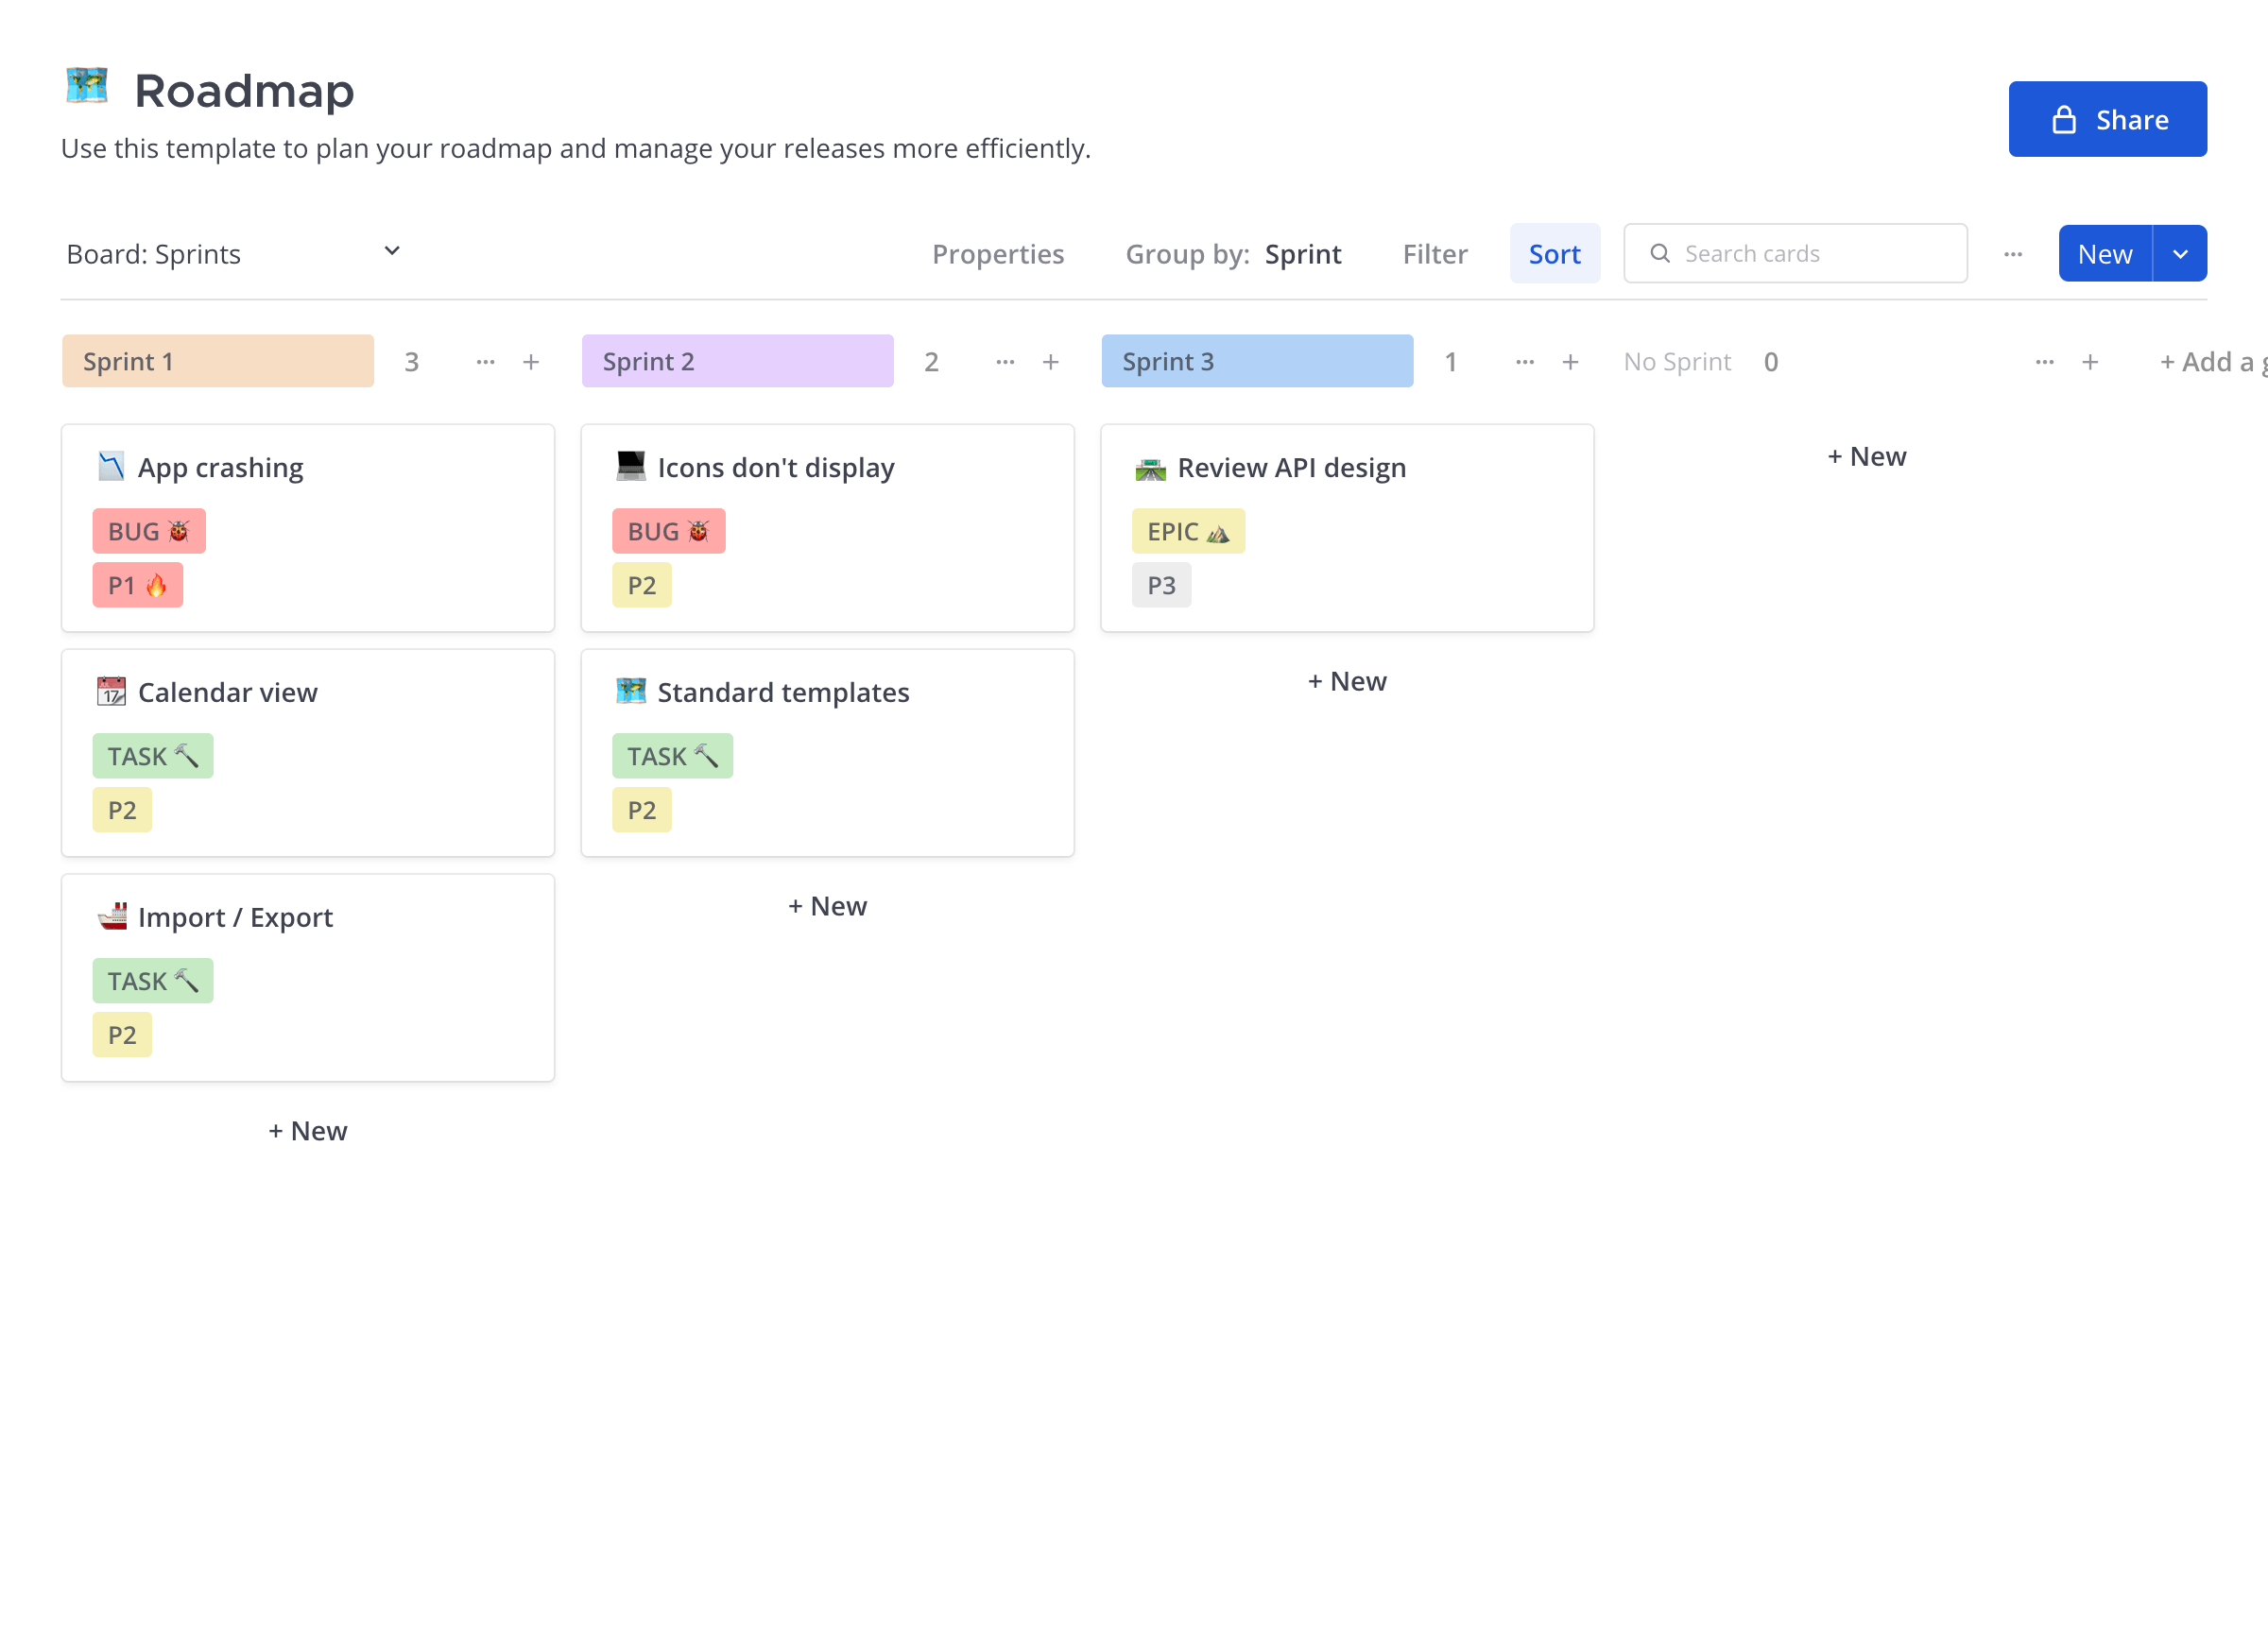 Roadmap
Use this template to plan your roadmap and manage your releases more efficiently.
Share
Board: Sprints
Properties
Group by: Sprint
Filter
Sort
Search cards
...
New
Sprint 1 3 ... +
Sprint 2 2 ... +
Sprint 3 1 ... +
No Sprint 0 ... +
+ Add a g
App crashing
BUG 🐞
P1 🔥
Calendar view
TASK 🔨
P2
Import / Export
TASK 🔨
P2
+ New
Icons don't display
BUG 🐞
P2
Standard templates
TASK 🔨
P2
+ New
Review API design
EPIC ⛰️
P3
+ New
+ New